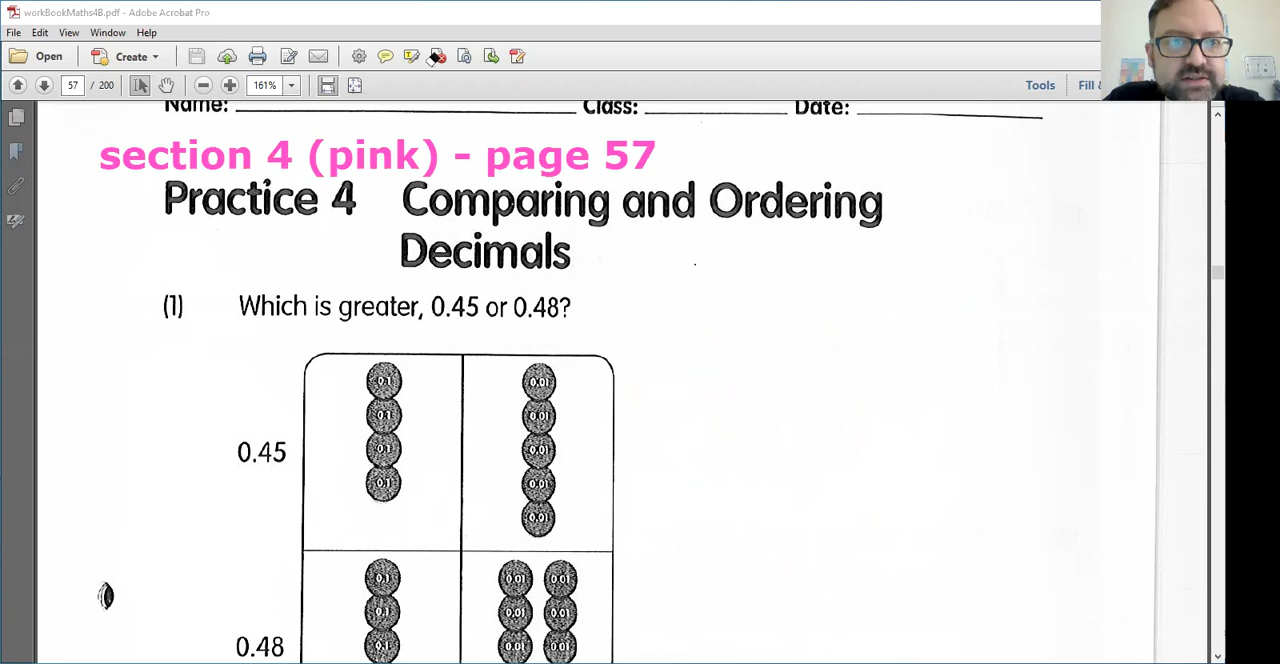 workBookMaths4B.pdf - Adobe Acrobat Pro
File Edit View Window Help
Open Create
57 / 200 161% Tools Fill &
Name: Class: Date:
section 4 (pink) - page 57
Practice 4 Comparing and Ordering
Decimals
(1) Which is greater, 0.45 or 0.48?
0.1 0.01
0.1 0.01
0.45 0.1 0.01
0.1 0.01
0.01
0.1 0.01 0.01
0.1 0.01 0.01
0.48 0.1 0.01 0.01